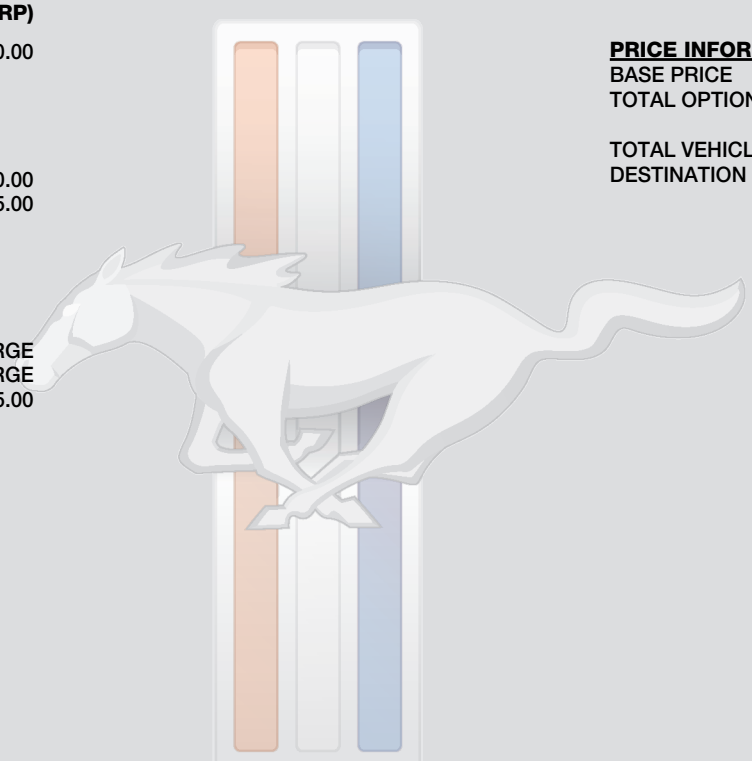 RP)
0.00
0.00
5.00
RGE
RGE
5.00
PRICE INFOR
BASE PRICE
TOTAL OPTION
TOTAL VEHICL
DESTINATION